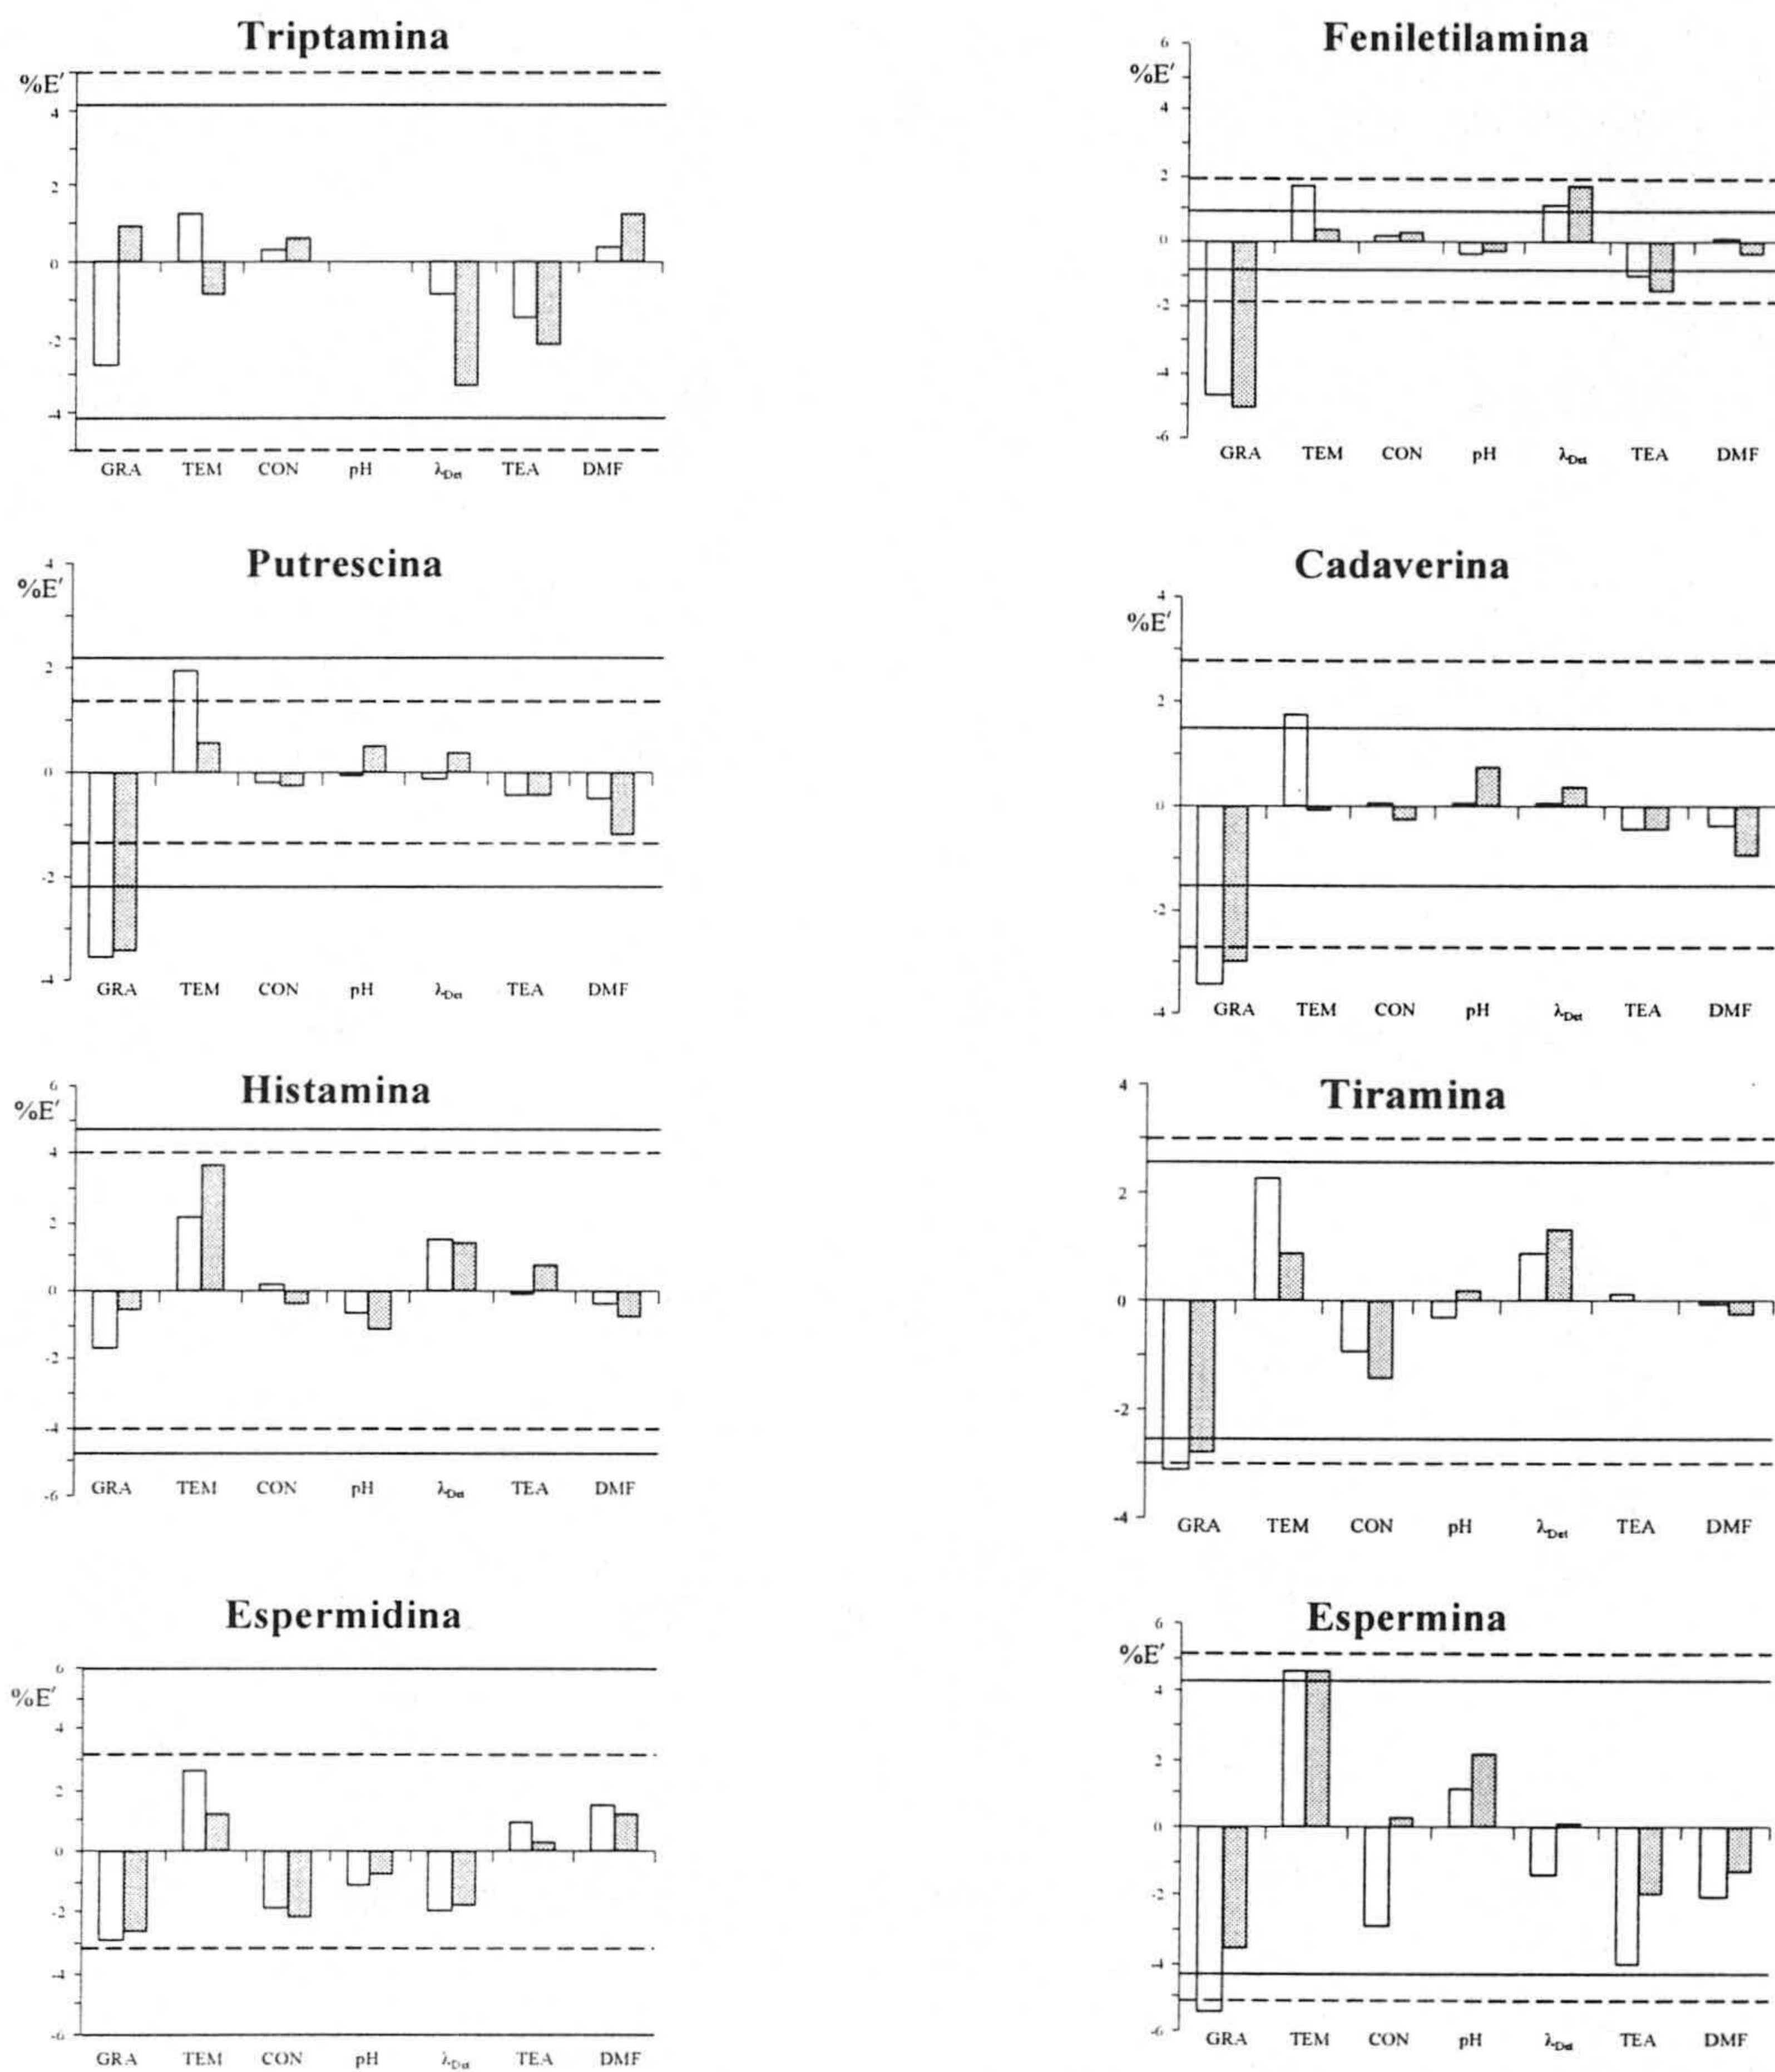 Triptamina
%E'
4
2
0
-2
-4
GRA TEM CON pH λDet TEA DMF
Feniletilamina
6
%E'
4
2
0
-2
-4
-6
GRA TEM CON pH λDet TEA DMF
Putrescina
4
%E'
2
0
-2
-4
GRA TEM CON pH λDet TEA DMF
Cadaverina
4
%E'
2
0
-2
-4
GRA TEM CON pH λDet TEA DMF
Histamina
6
%E'
4
2
0
-2
-4
-6
GRA TEM CON pH λDet TEA DMF
Tiramina
4
2
0
-2
-4
GRA TEM CON pH λDet TEA DMF
Espermidina
6
%E'
4
2
0
-2
-4
-6
GRA TEM CON pH λDet TEA DMF
Espermina
6
%E'
4
2
0
-2
-4
-6
GRA TEM CON pH λDet TEA DMF